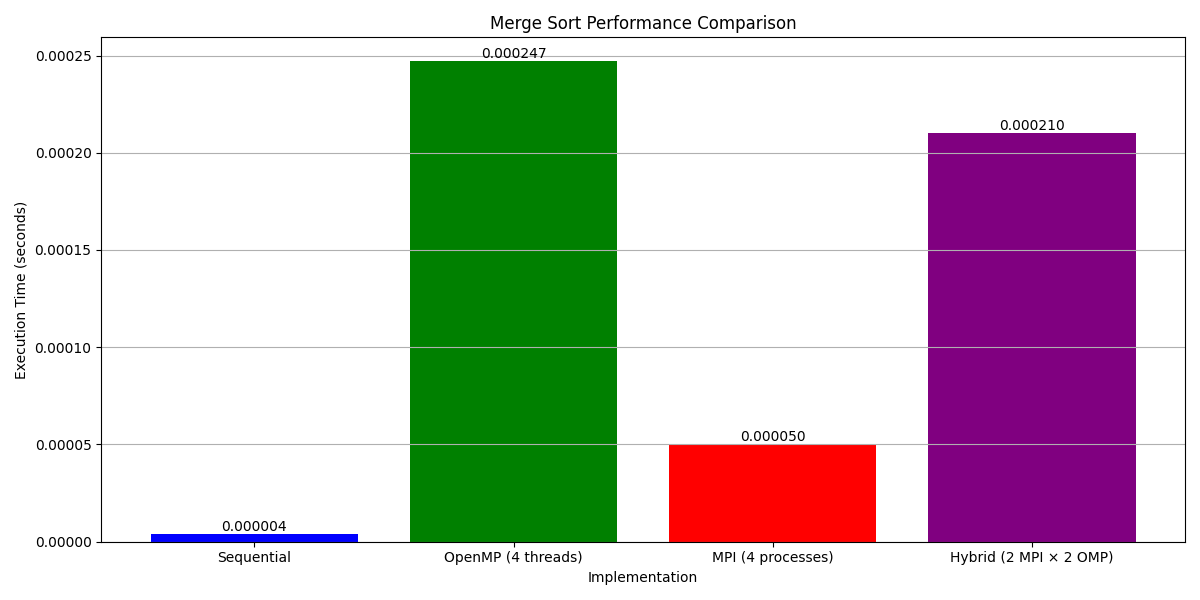 Merge Sort Performance Comparison
0.00025
0.00020
0.00015
0.00010
0.00005
0.00000
Execution Time (seconds)
0.000004
0.000247
0.000050
0.000210
Sequential
OpenMP (4 threads)
MPI (4 processes)
Hybrid (2 MPI × 2 OMP)
Implementation